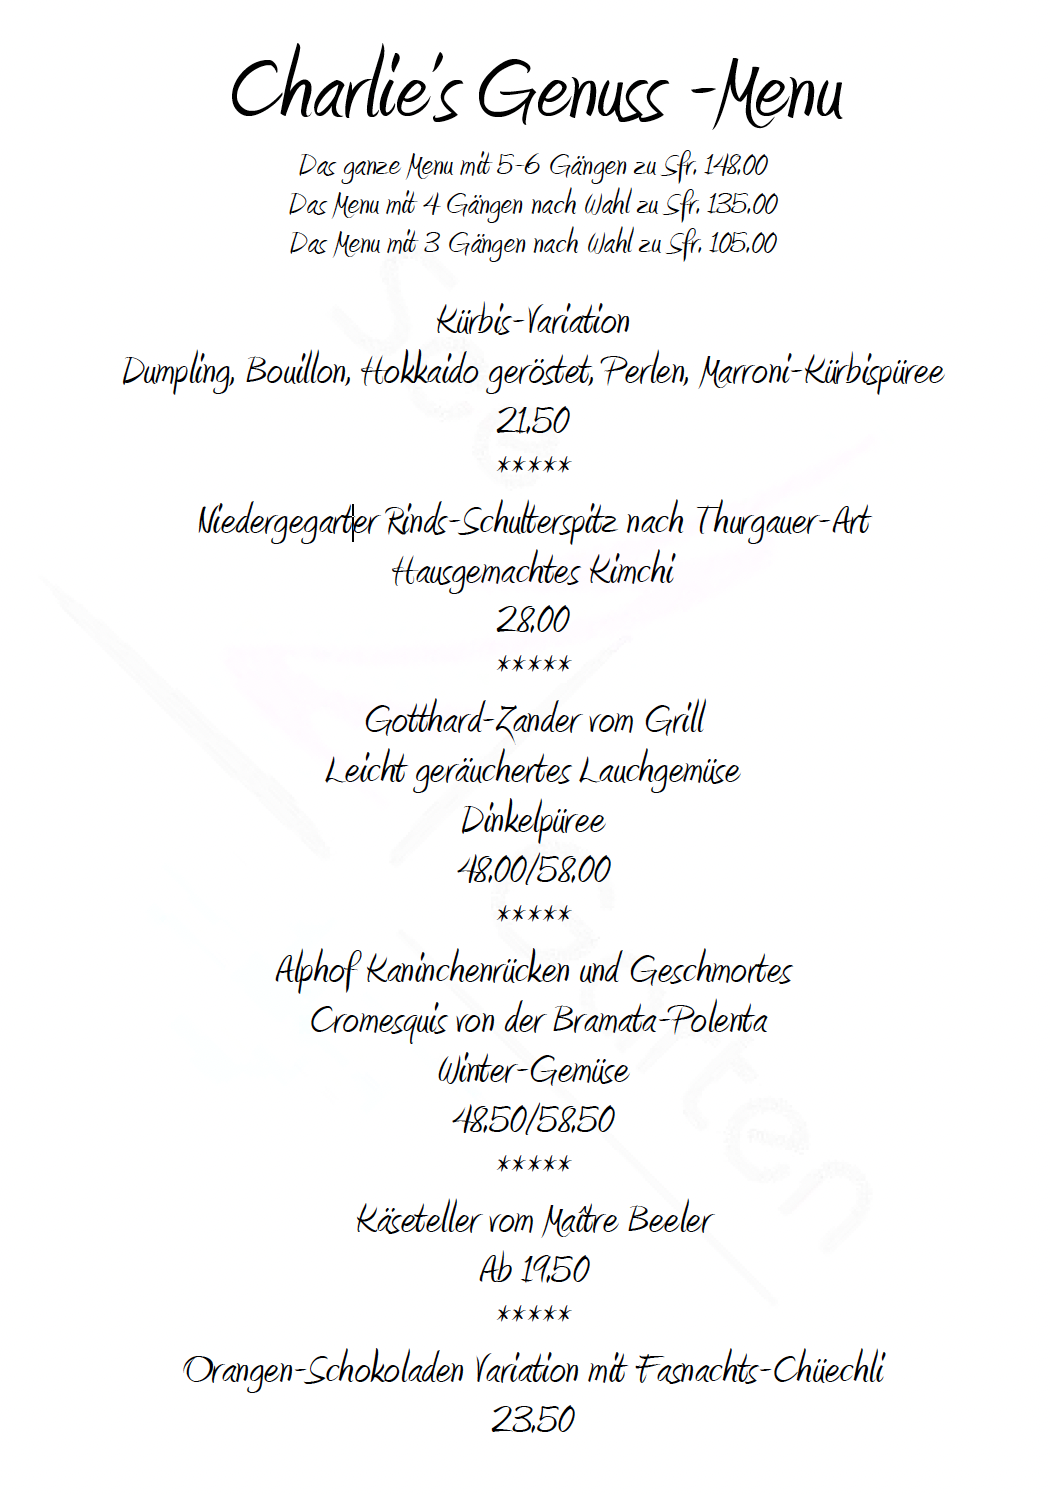 Charlie's Genuss -Menu
Das ganze Menu mit 5-6 Gängen zu Sfr. 148.00
Das Menu mit 4 Gängen nach Wahl zu Sfr. 135.00
Das Menu mit 3 Gängen nach Wahl zu Sfr. 105.00
Kürbis-Variation
Dumpling, Bouillon, Hokkaido geröstet, Perlen, Marroni-Kürbispüree
21.50
*****
Niedergegarter Rinds-Schulterspitz nach Thurgauer-Art
Hausgemachtes Kimchi
28.00
*****
Gotthard-Zander vom Grill
Leicht geräuchertes Lauchgemüse
Dinkelpüree
48.00/58.00
*****
Alphof Kaninchenrücken und Geschmortes
Cromesquis von der Bramata-Polenta
Winter-Gemüse
48.50/58.50
*****
Käseteller vom Maître Beeler
Ab 19.50
*****
Orangen-Schokoladen Variation mit Fasnachts-Chüechli
23.50